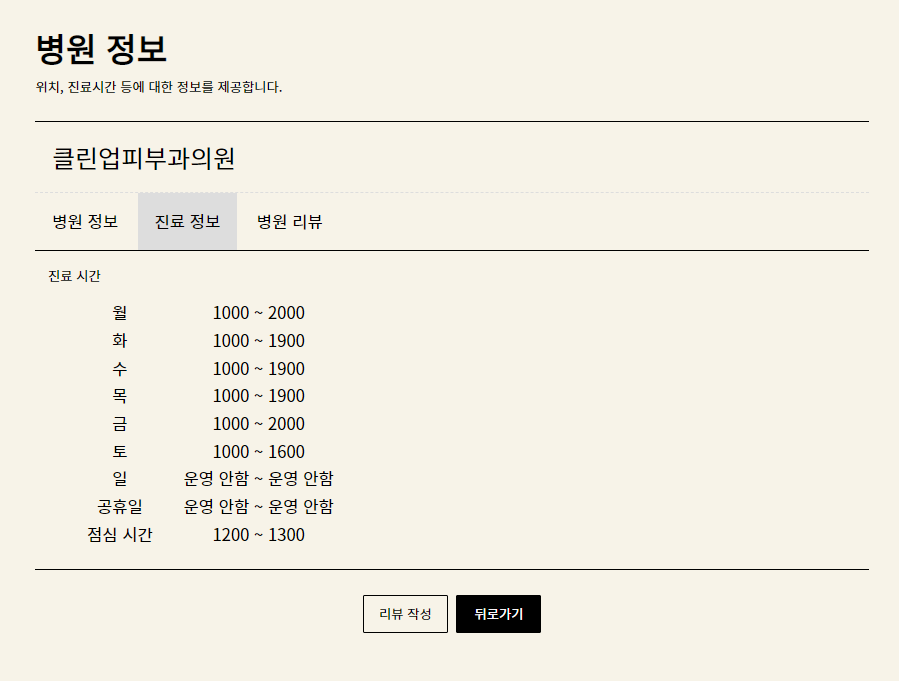 병원 정보
위치, 진료시간 등에 대한 정보를 제공합니다.
클린업피부과의원
병원 정보 진료 정보 병원 리뷰
진료 시간
월 1000 ~ 2000
화 1000 ~ 1900
수 1000 ~ 1900
목 1000 ~ 1900
금 1000 ~ 2000
토 1000 ~ 1600
일 운영 안함 ~ 운영 안함
공휴일 운영 안함 ~ 운영 안함
점심 시간 1200 ~ 1300
리뷰 작성 뒤로가기